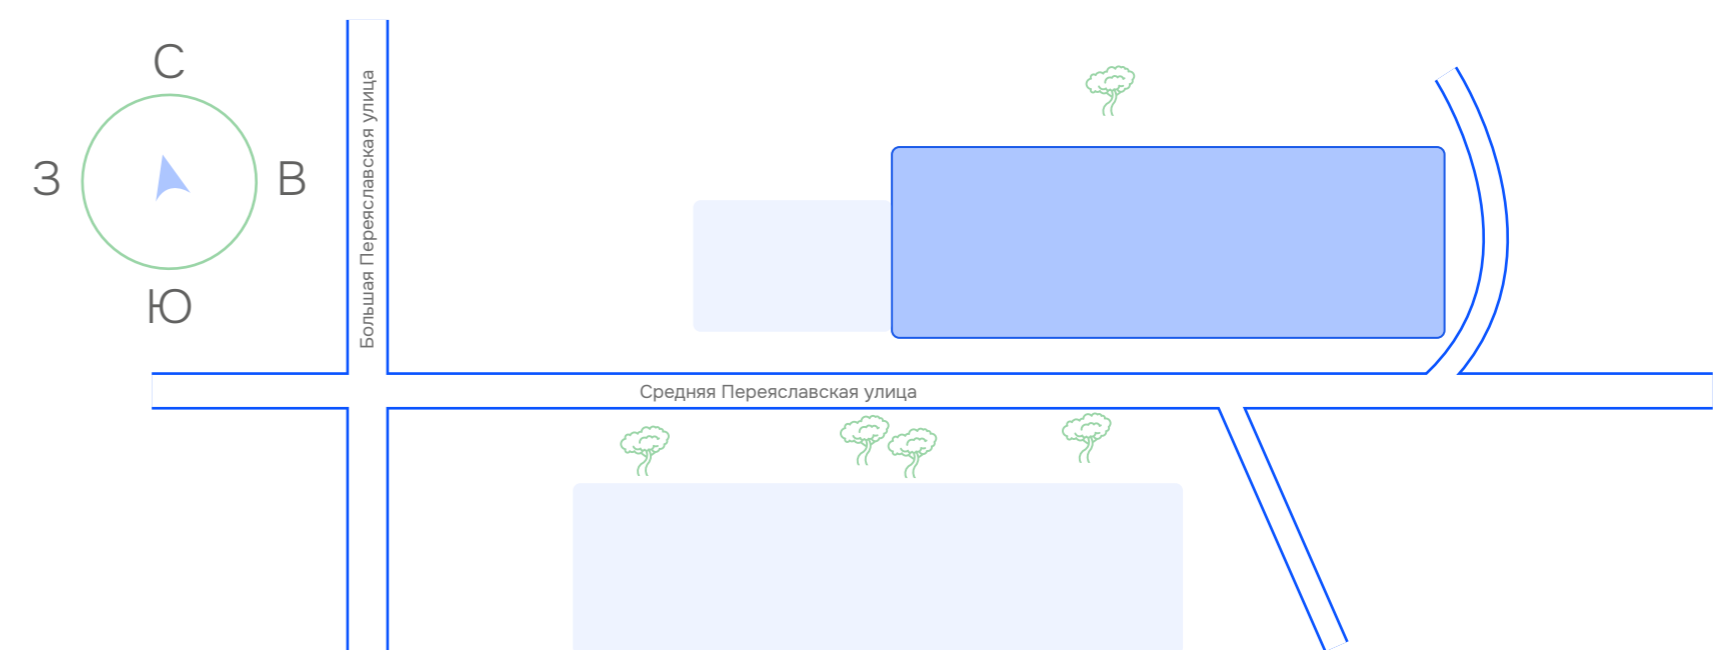 С
З
В
Ю
Большая Переяславская улица
Средняя Переяславская улица